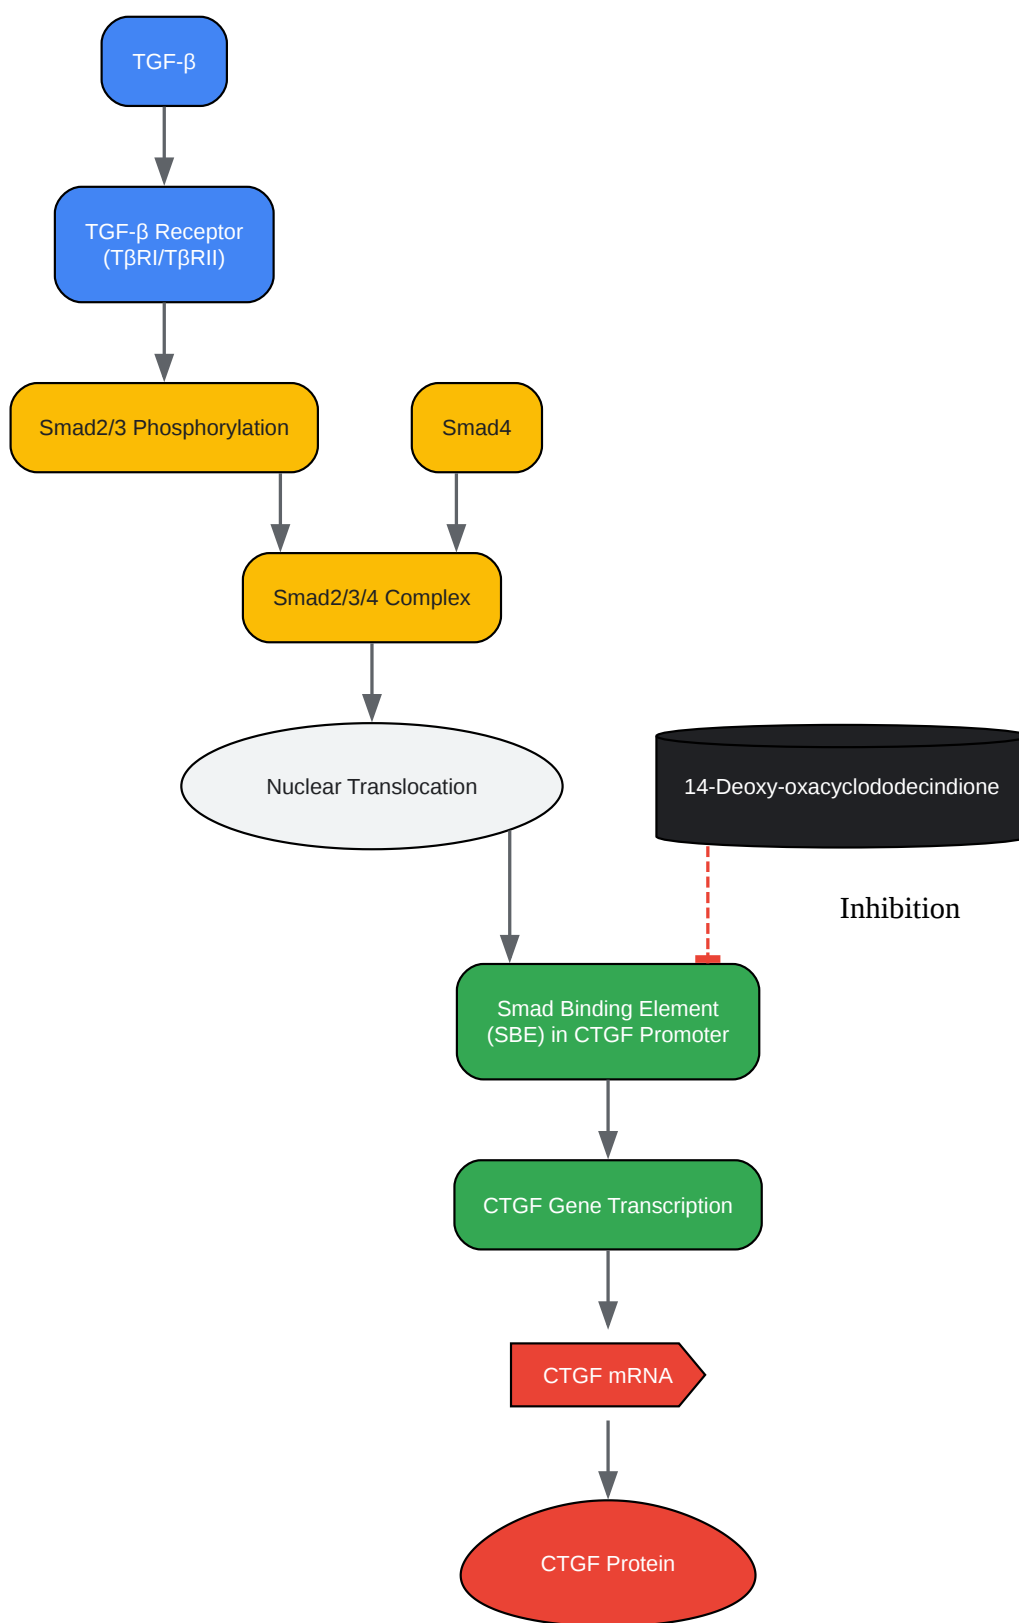 TGF-β
TGF-β Receptor
(TβRI/TβRII)
Smad2/3 Phosphorylation
Smad4
Smad2/3/4 Complex
Nuclear Translocation
14-Deoxy-oxacyclododecindione
Inhibition
Smad Binding Element
(SBE) in CTGF Promoter
CTGF Gene Transcription
CTGF mRNA
CTGF Protein